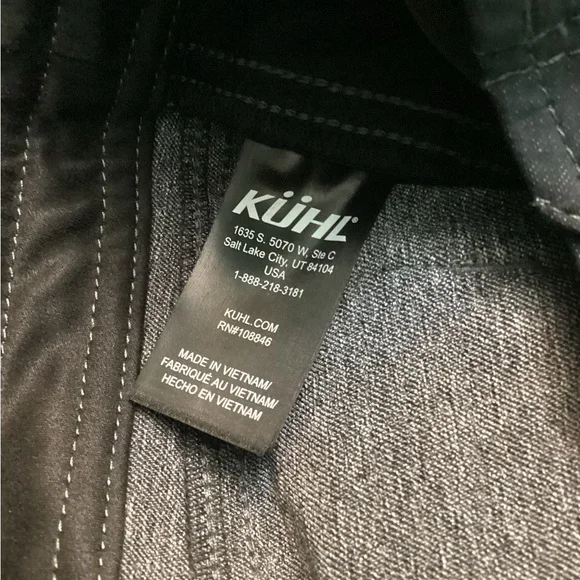 KÜHL
1635 S. 5070 W. Ste C
Salt Lake City, UT 84104
USA
1-888-218-3181
KUHL.COM
RN#108846
MADE IN VIETNAM/
FABRIQUÉ AU VIETNAM/
HECHO EN VIETNAM